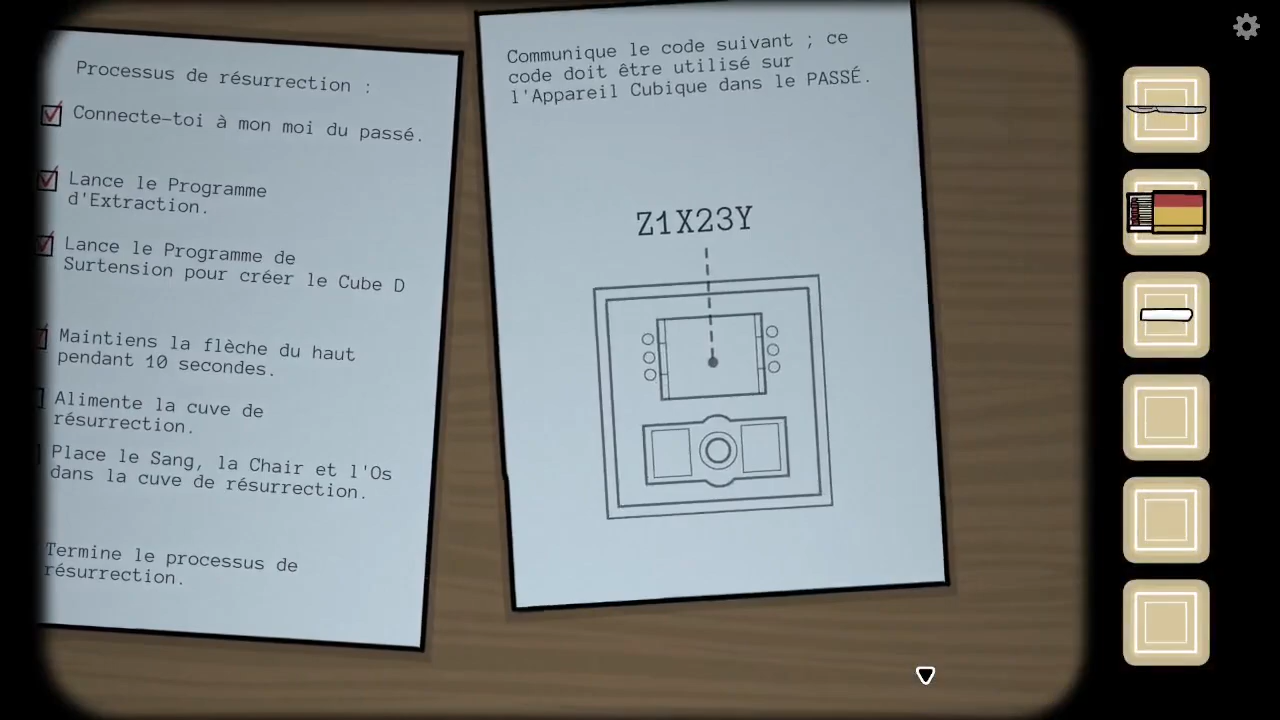 Processus de résurrection :
Connecte-toi à mon moi du passé.
Lance le Programme
d'Extraction.
Lance le Programme de
Surtension pour créer le Cube D
Maintiens la flèche du haut
pendant 10 secondes.
Alimente la cuve de
résurrection.
Place le Sang, la Chair et l'Os
dans la cuve de résurrection.
Termine le processus de
résurrection.
Communique le code suivant ; ce
code doit être utilisé sur
l'Appareil Cubique dans le PASSÉ.
Z1X23Y